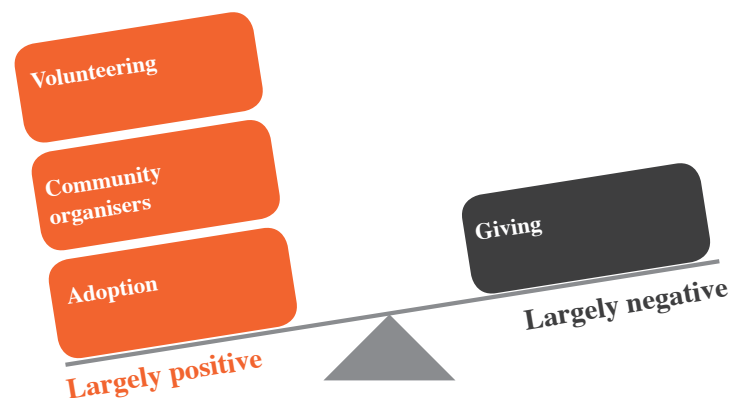 Volunteering
Community
organisers
Adoption
Largely positive
Giving
Largely negative